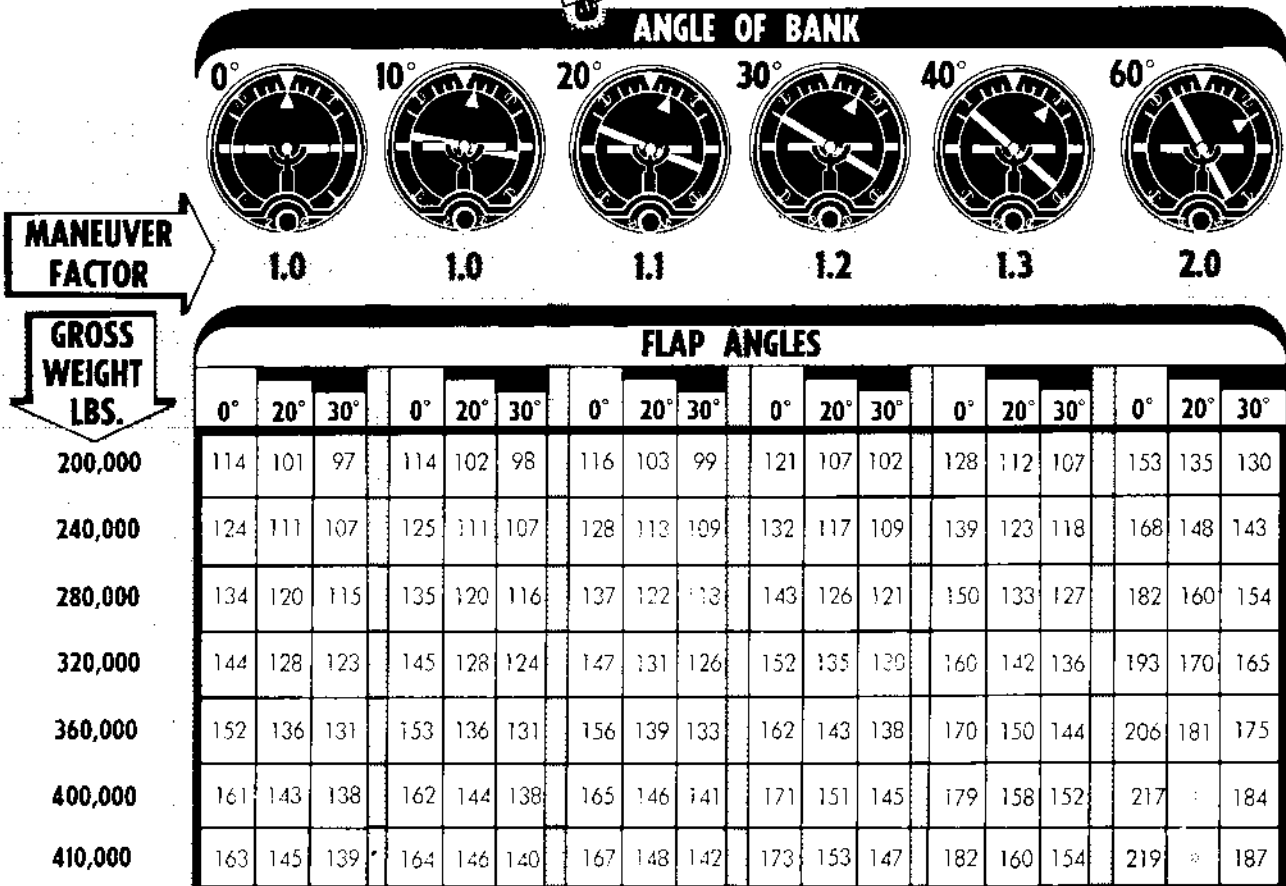 ANGLE OF BANK
0° 10° 20° 30° 40° 60°
MANEUVER
FACTOR
1.0 1.0 1.1 1.2 1.3 2.0
GROSS
WEIGHT
LBS.
FLAP ANGLES
0° 20° 30° 0° 20° 30° 0° 20° 30° 0° 20° 30° 0° 20° 30° 0° 20° 30°
200,000 114 101 97 114 102 98 116 103 99 121 107 102 128 112 107 153 135 130
240,000 124 111 107 125 111 107 128 113 109 132 117 109 139 123 118 168 148 143
280,000 134 120 115 135 120 116 137 122 143 126 121 150 133 127 182 160 154
320,000 144 128 123 145 128 124 147 131 126 152 135 160 142 136 193 170 165
360,000 152 136 131 153 136 131 156 139 133 162 143 138 170 150 144 206 181 175
400,000 161 143 138 162 144 138 165 146 141 171 151 145 179 158 152 217 184
410,000 163 145 139 164 146 140 167 148 142 173 153 147 182 160 154 219 187